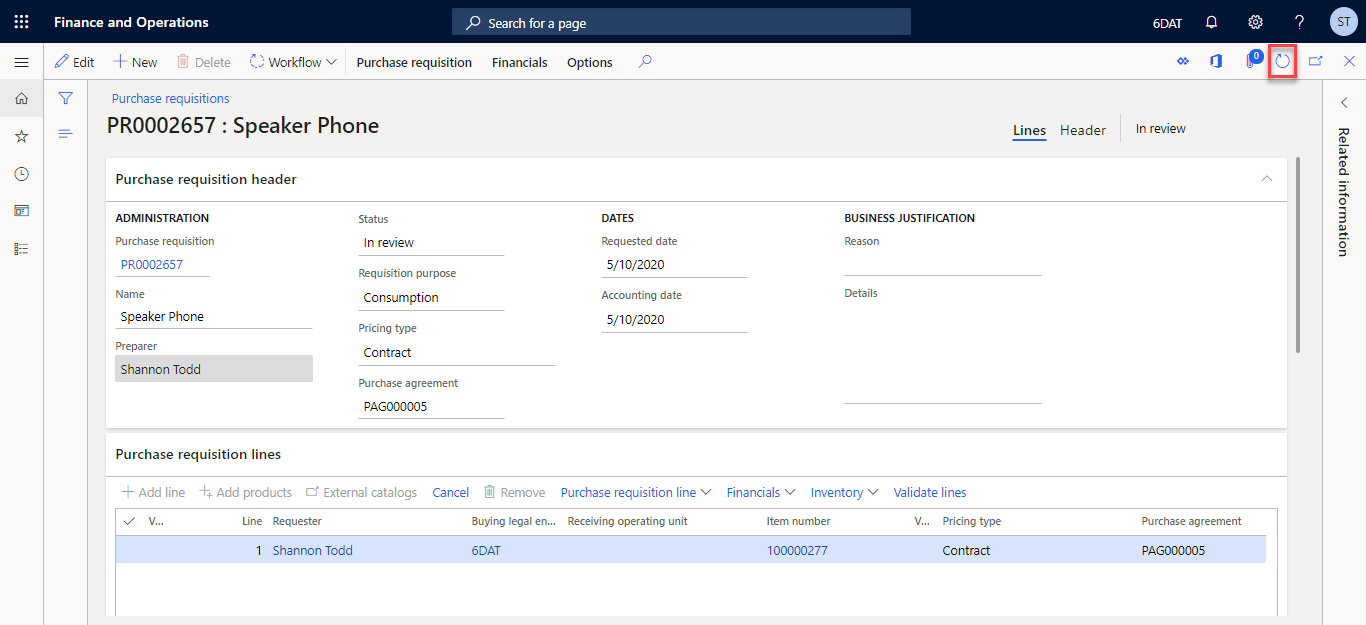 Finance and Operations
Search for a page
6DAT
ST
Edit
New
Delete
Workflow
Purchase requisition
Financials
Options
0
Purchase requisitions
PR0002657 : Speaker Phone
Lines
Header
In review
Related information
Purchase requisition header
ADMINISTRATION
Purchase requisition
PR0002657
Name
Speaker Phone
Preparer
Shannon Todd
Status
In review
Requisition purpose
Consumption
Pricing type
Contract
Purchase agreement
PAG000005
DATES
Requested date
5/10/2020
Accounting date
5/10/2020
BUSINESS JUSTIFICATION
Reason
Details
Purchase requisition lines
Add line
Add products
External catalogs
Cancel
Remove
Purchase requisition line
Financials
Inventory
Validate lines
V... Line Requester Buying legal en... Receiving operating unit Item number V... Pricing type Purchase agreement
1 Shannon Todd 6DAT 100000277 Contract PAG000005